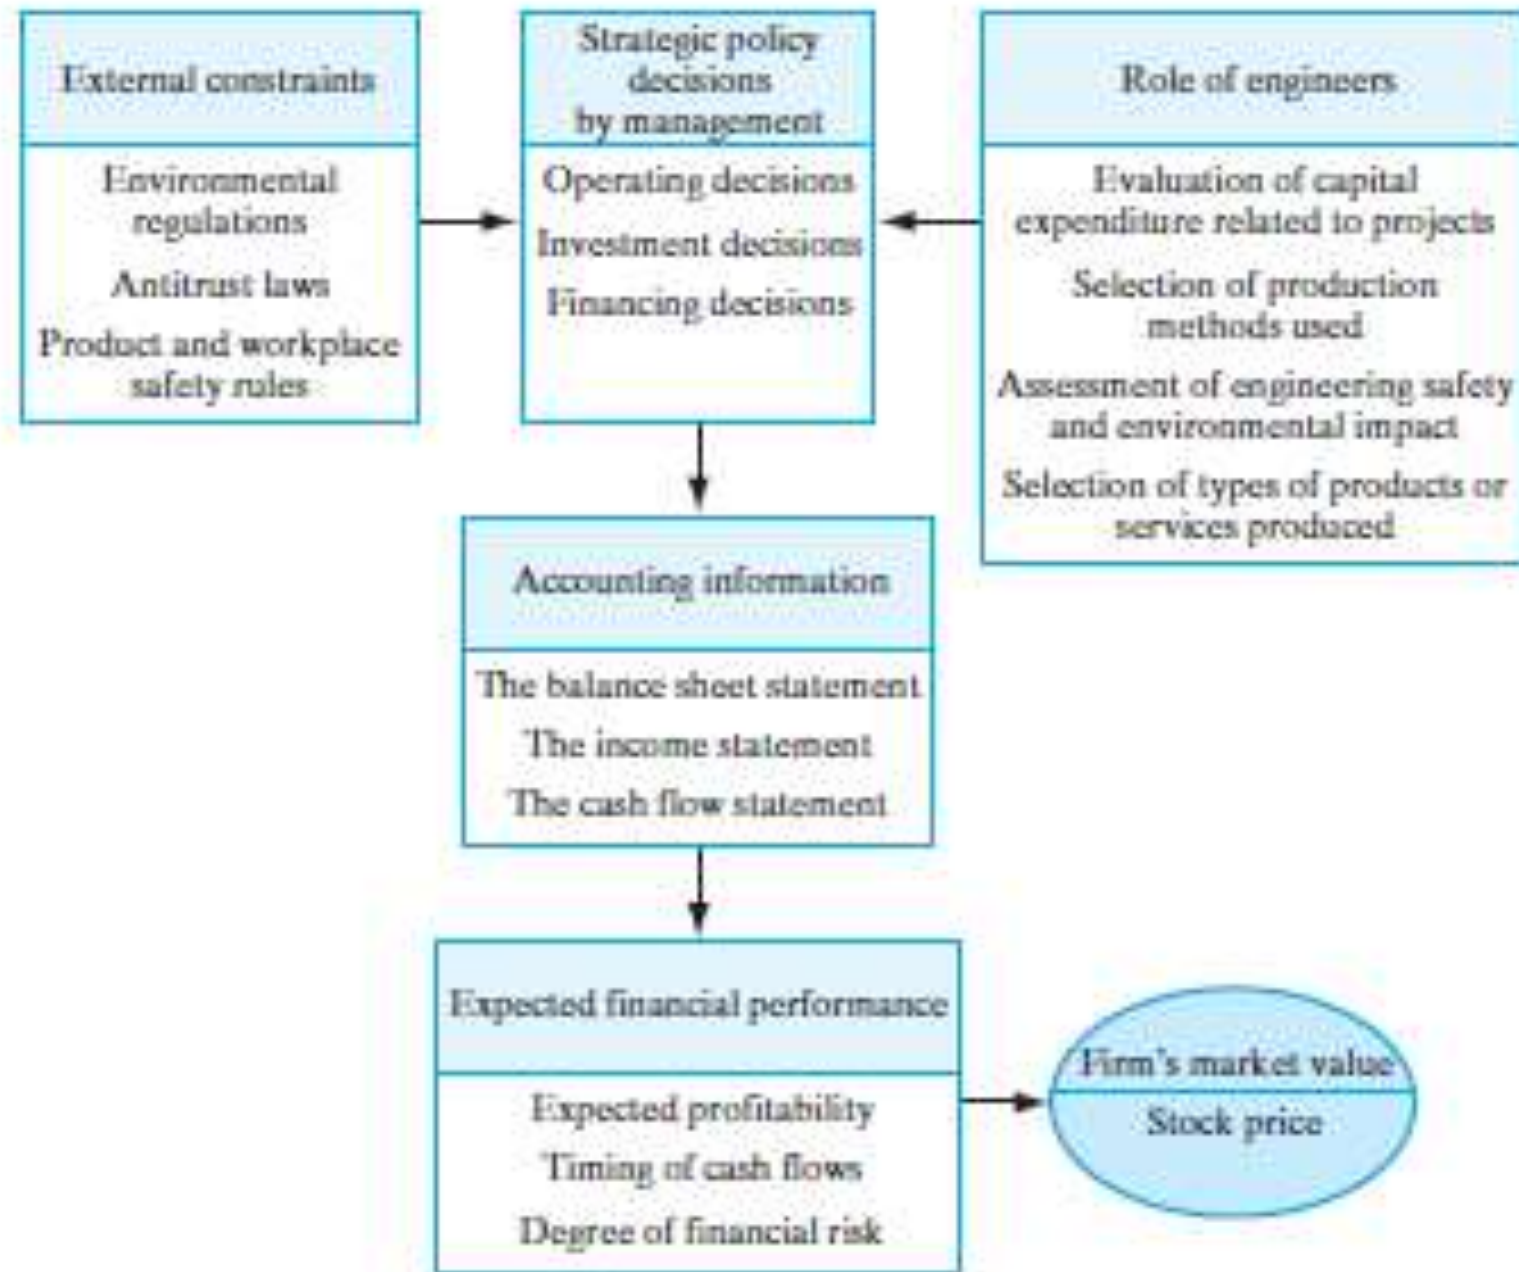 External constraints
Environmental
regulations
Antitrust laws
Product and workplace
safety rules
Strategic policy
decisions
by management
Operating decisions
Investment decisions
Financing decisions
Role of engineers
Evaluation of capital
expenditure related to projects
Selection of production
methods used
Assessment of engineering safety
and environmental impact
Selection of types of products or
services produced
Accounting information
The balance sheet statement
The income statement
The cash flow statement
Expected financial performance
Expected profitability
Timing of cash flows
Degree of financial risk
Firm's market value
Stock price